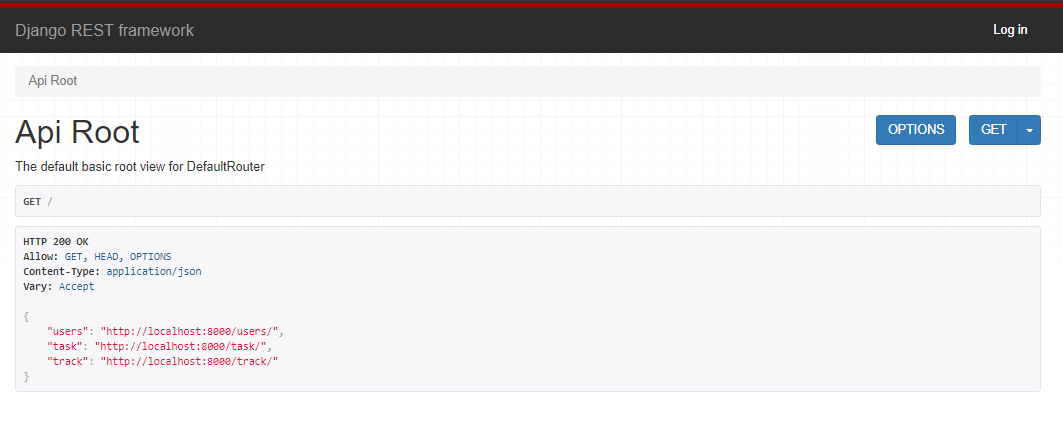 Django REST framework
Log in
Api Root
Api Root
OPTIONS
GET
The default basic root view for DefaultRouter
GET /
HTTP 200 OK
Allow: GET, HEAD, OPTIONS
Content-Type: application/json
Vary: Accept
{
    "users": "http://localhost:8000/users/",
    "task": "http://localhost:8000/task/",
    "track": "http://localhost:8000/track/"
}